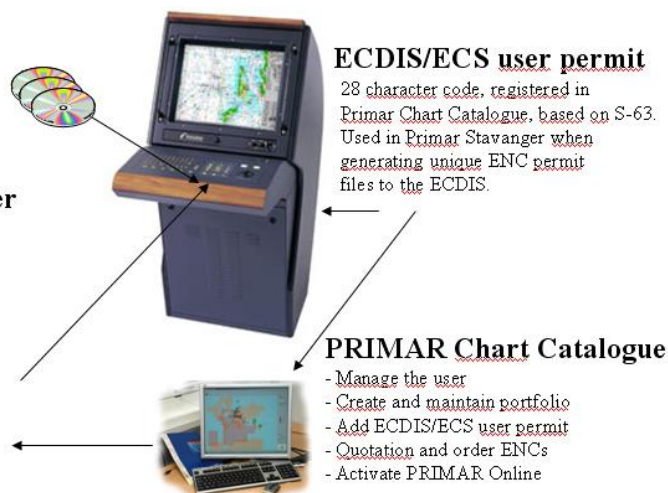 ECDIS/ECS user permit
28 character code, registered in
Primar Chart Catalogue, based on S-63.
Used in Primar Stavanger when
generating unique ENC permit
files to the ECDIS.
er
PRIMAR Chart Catalogue
- Manage the user
- Create and maintain portfolio
- Add ECDIS/ECS user permit
- Quotation and order ENCs
- Activate PRIMAR Online